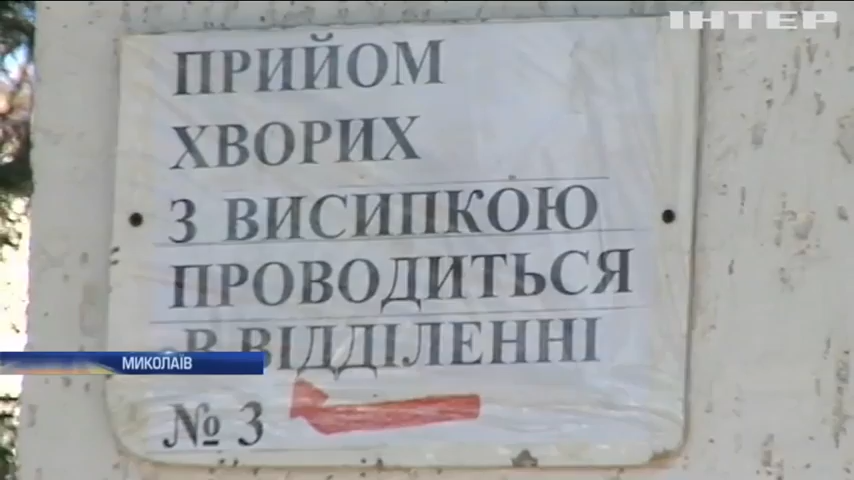 ІНТЕР
ПРИЙОМ
ХВОРИХ
З ВИСИПКОЮ
ПРОВОДИТЬСЯ
В ВІДДІЛЕННІ
МИКОЛАЇВ
№ 3